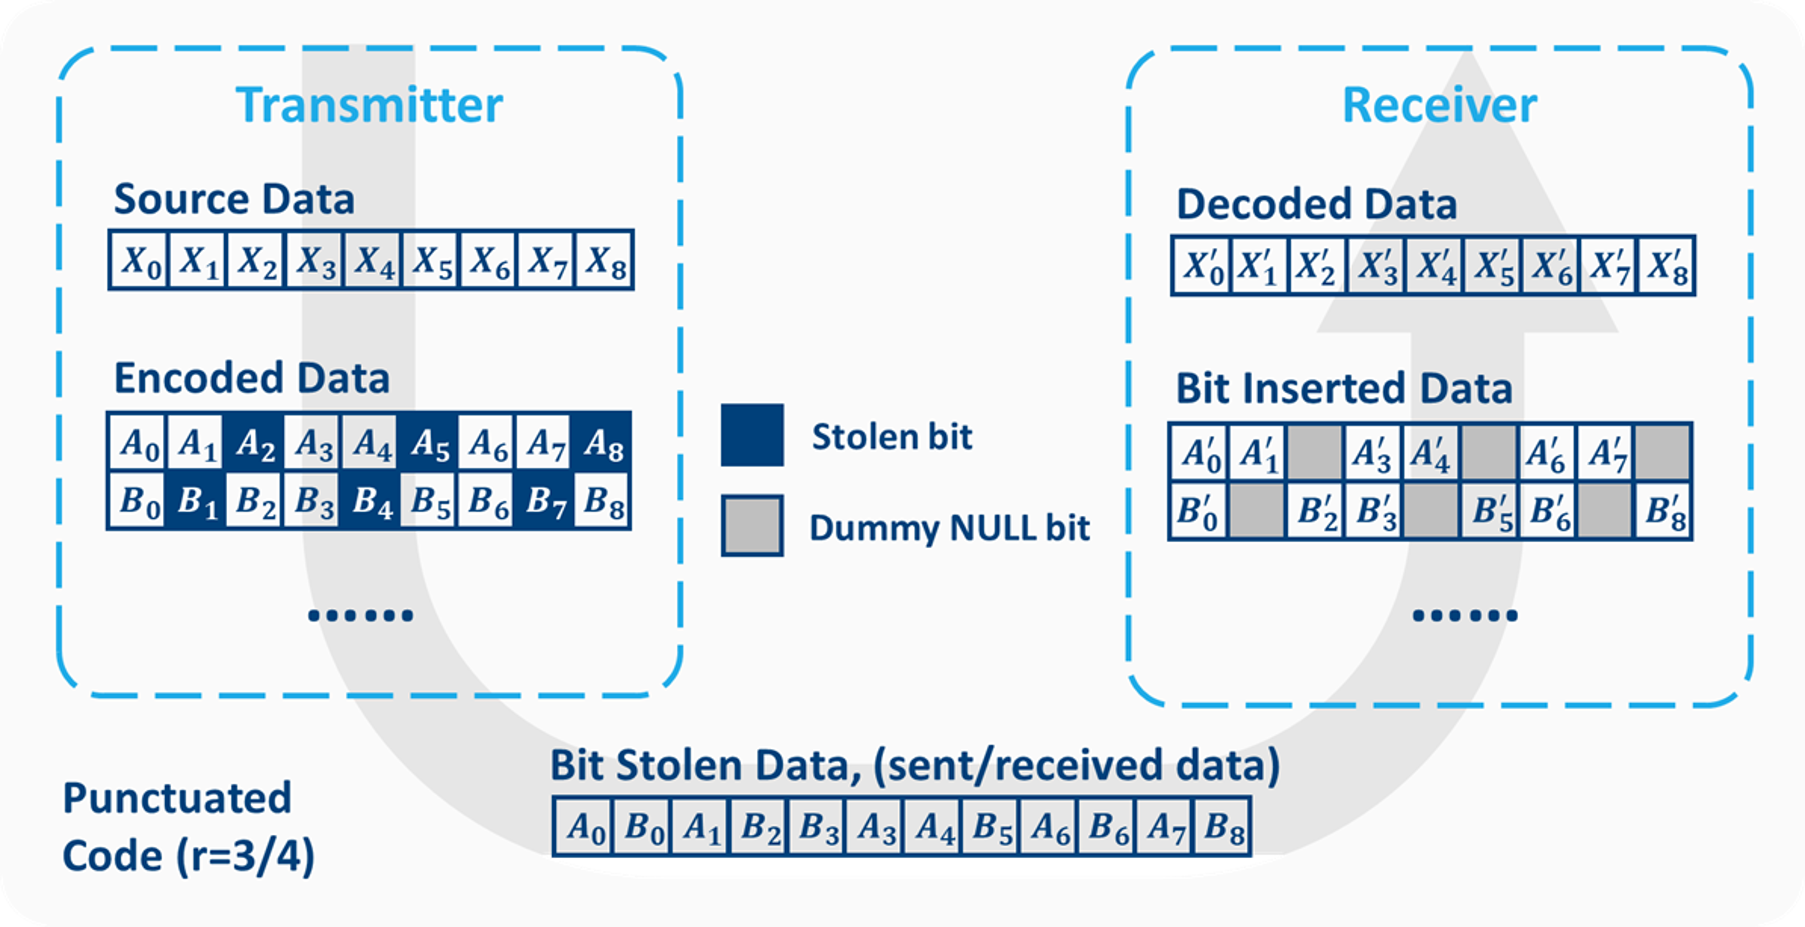 Transmitter
Source Data
X₀ X₁ X₂ X₃ X₄ X₅ X₆ X₇ X₈
Encoded Data
A₀ A₁ A₂ A₃ A₄ A₅ A₆ A₇ A₈
B₀ B₁ B₂ B₃ B₄ B₅ B₆ B₇ B₈
......
Stolen bit
Dummy NULL bit
Receiver
Decoded Data
X′₀ X′₁ X′₂ X′₃ X′₄ X′₅ X′₆ X′₇ X′₈
Bit Inserted Data
A′₀ A′₁ A′₃ A′₄ A′₆ A′₇
B′₀ B′₂ B′₃ B′₅ B′₆ B′₈
......
Bit Stolen Data, (sent/received data)
A₀ B₀ A₁ B₂ B₃ A₃ A₄ B₅ A₆ B₆ A₇ B₈
Punctuated
Code (r=3/4)